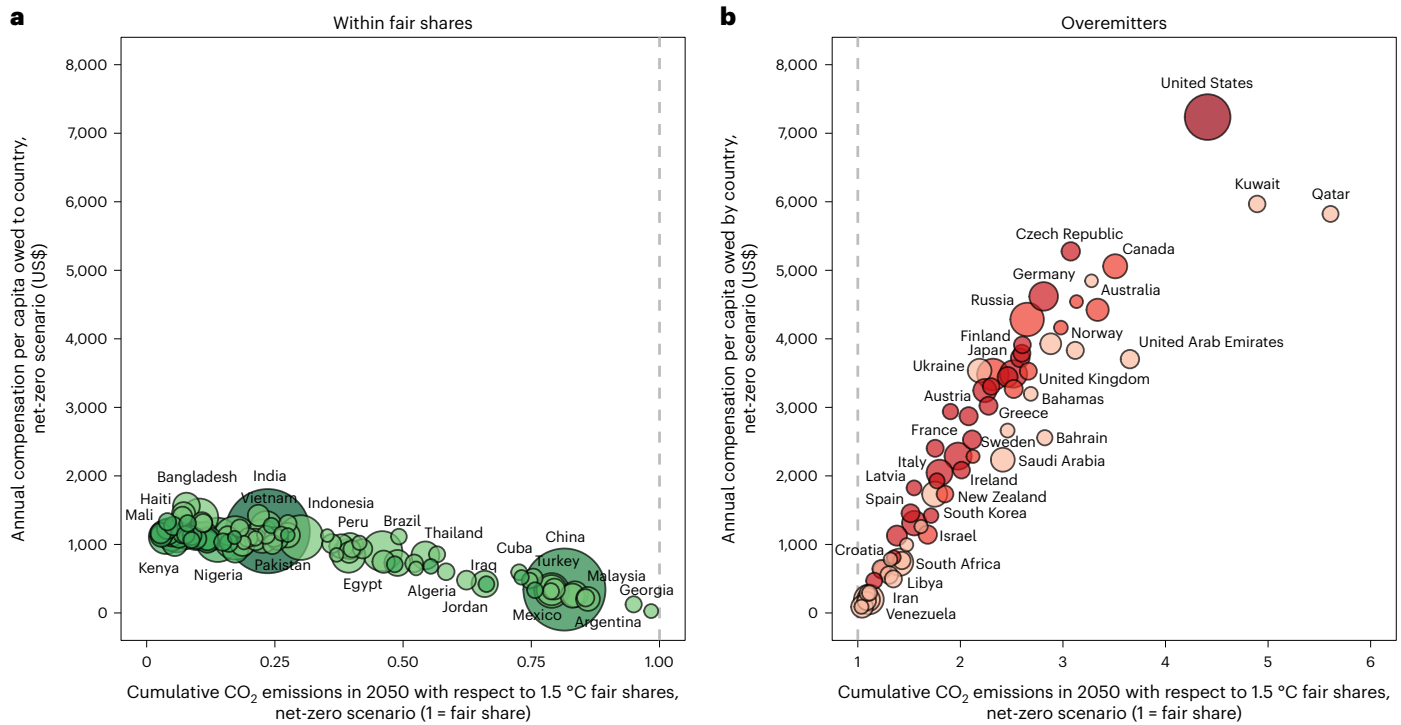 a
Within fair shares
Annual compensation per capita owed to country,
net-zero scenario (US$)
8,000
7,000
6,000
5,000
4,000
3,000
2,000
1,000
0
Bangladesh
India
Haiti
Vietnam
Indonesia
Mali
Peru
Brazil
Thailand
China
Cuba
Turkey
Kenya
Nigeria
Pakistan
Egypt
Iraq
Malaysia
Algeria
Georgia
Jordan
Mexico
Argentina
0
0.25
0.50
0.75
1.00
Cumulative CO2 emissions in 2050 with respect to 1.5 °C fair shares,
net-zero scenario (1 = fair share)
b
Overemitters
Annual compensation per capita owed by country,
net-zero scenario (US$)
8,000
7,000
6,000
5,000
4,000
3,000
2,000
1,000
0
United States
Kuwait
Qatar
Czech Republic
Canada
Germany
Australia
Russia
Finland
Norway
Japan
United Arab Emirates
Ukraine
United Kingdom
Austria
Bahamas
Greece
France
Sweden
Bahrain
Italy
Saudi Arabia
Latvia
Ireland
Spain
New Zealand
South Korea
Israel
Croatia
South Africa
Libya
Iran
Venezuela
1
2
3
4
5
6
Cumulative CO2 emissions in 2050 with respect to 1.5 °C fair shares,
net-zero scenario (1 = fair share)